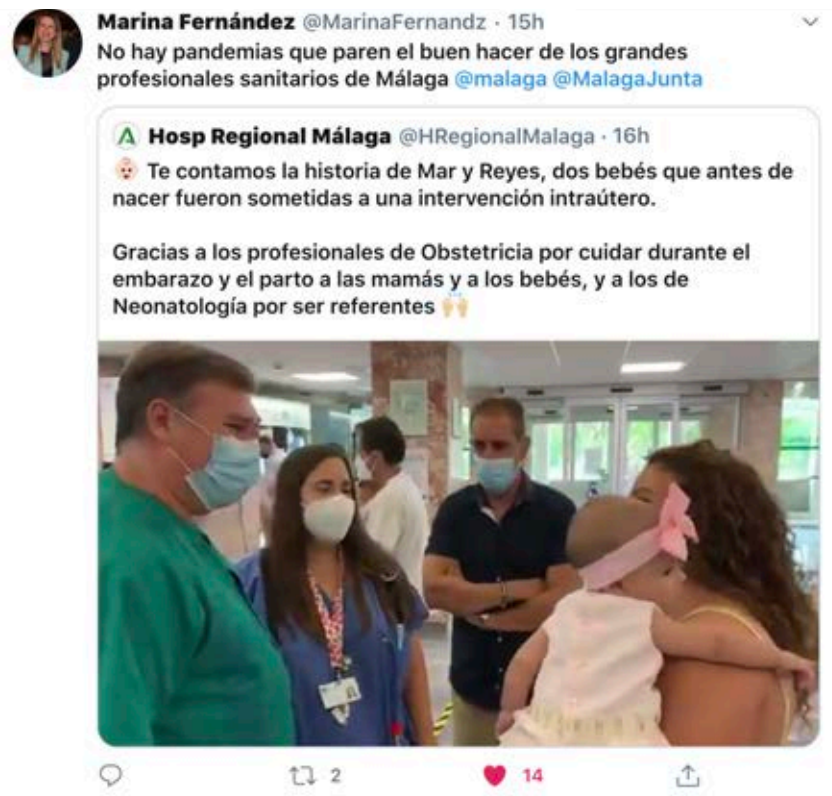 Marina Fernández @MarinaFernandz · 15h
No hay pandemias que paren el buen hacer de los grandes
profesionales sanitarios de Málaga @malaga @MalagaJunta
Hosp Regional Málaga @HRegionalMalaga · 16h
👶🏻 Te contamos la historia de Mar y Reyes, dos bebés que antes de
nacer fueron sometidas a una intervención intraútero.
Gracias a los profesionales de Obstetricia por cuidar durante el
embarazo y el parto a las mamás y a los bebés, y a los de
Neonatología por ser referentes 🙌🏻
2
14